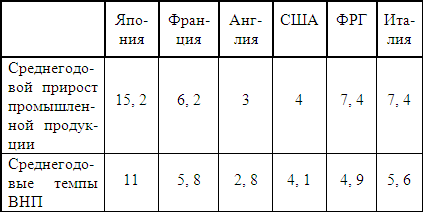 Япо-
ния
Фран-
ция
Анг-
лия
США
ФРГ
Ита-
лия
Среднегодо-
вой прирост
промышлен-
ной продук-
ции
15, 2
6, 2
3
4
7, 4
7, 4
Среднегодо-
вые темпы
ВНП
11
5, 8
2, 8
4, 1
4, 9
5, 6